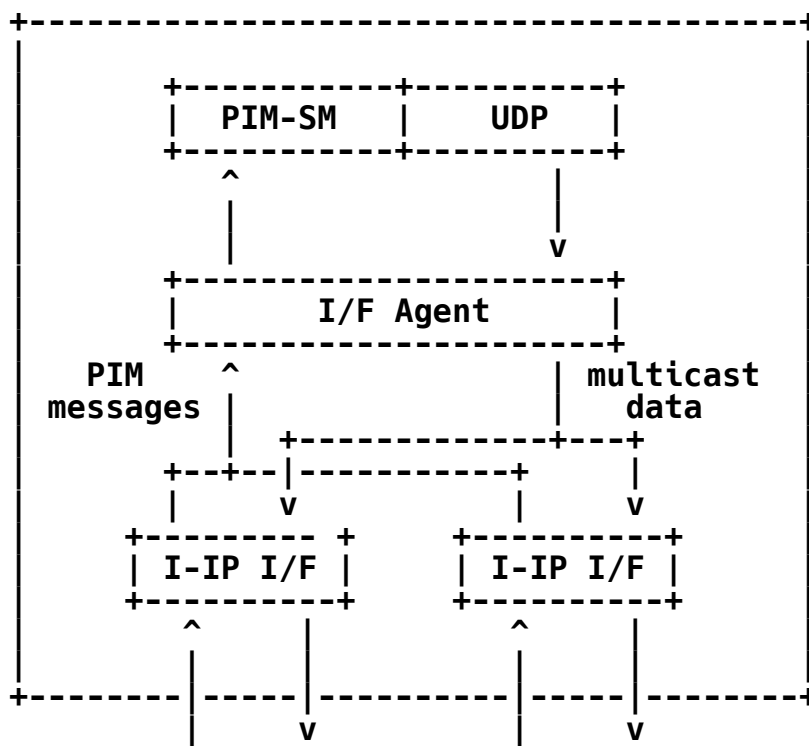 PIM-SM UDP
I/F Agent
PIM multicast
messages data
I-IP I/F I-IP I/F